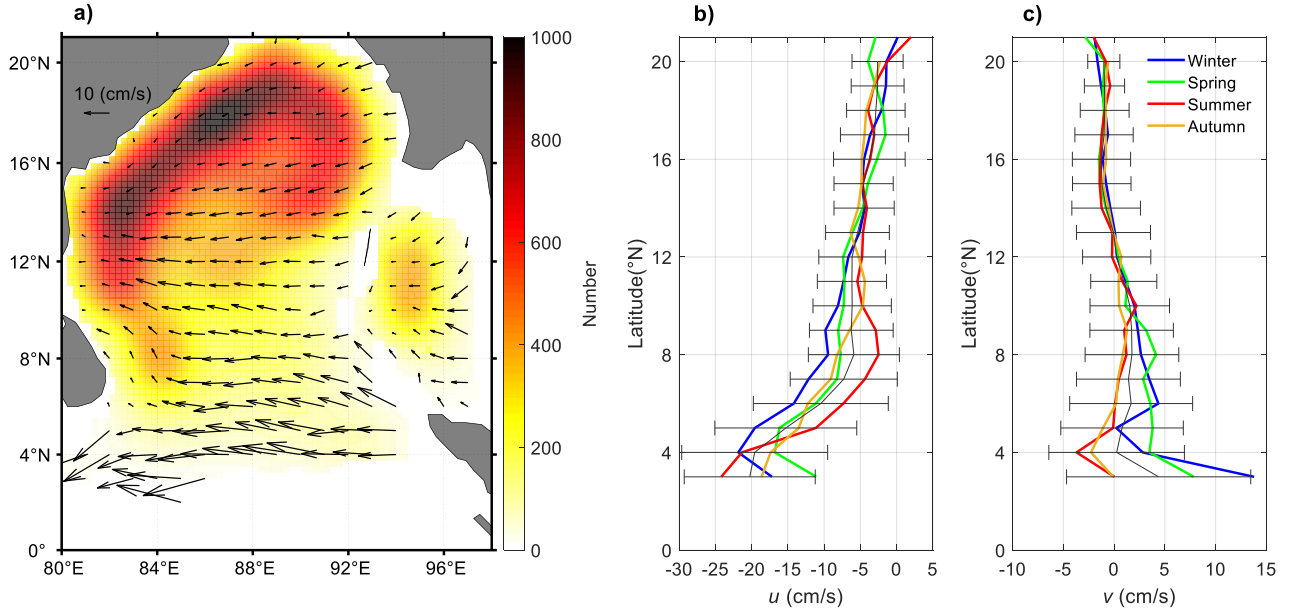 a)
20°N
16°N
12°N
8°N
4°N
0°
80°E 84°E 88°E 92°E 96°E
10 (cm/s)
1000
800
600
400
200
0
Number
b)
Latitude(°N)
20
16
12
8
4
0
-30 -25 -20 -15 -10 -5 0 5
u (cm/s)
c)
Latitude(°N)
20
16
12
8
4
0
-10 -5 0 5 10 15
v (cm/s)
Winter
Spring
Summer
Autumn